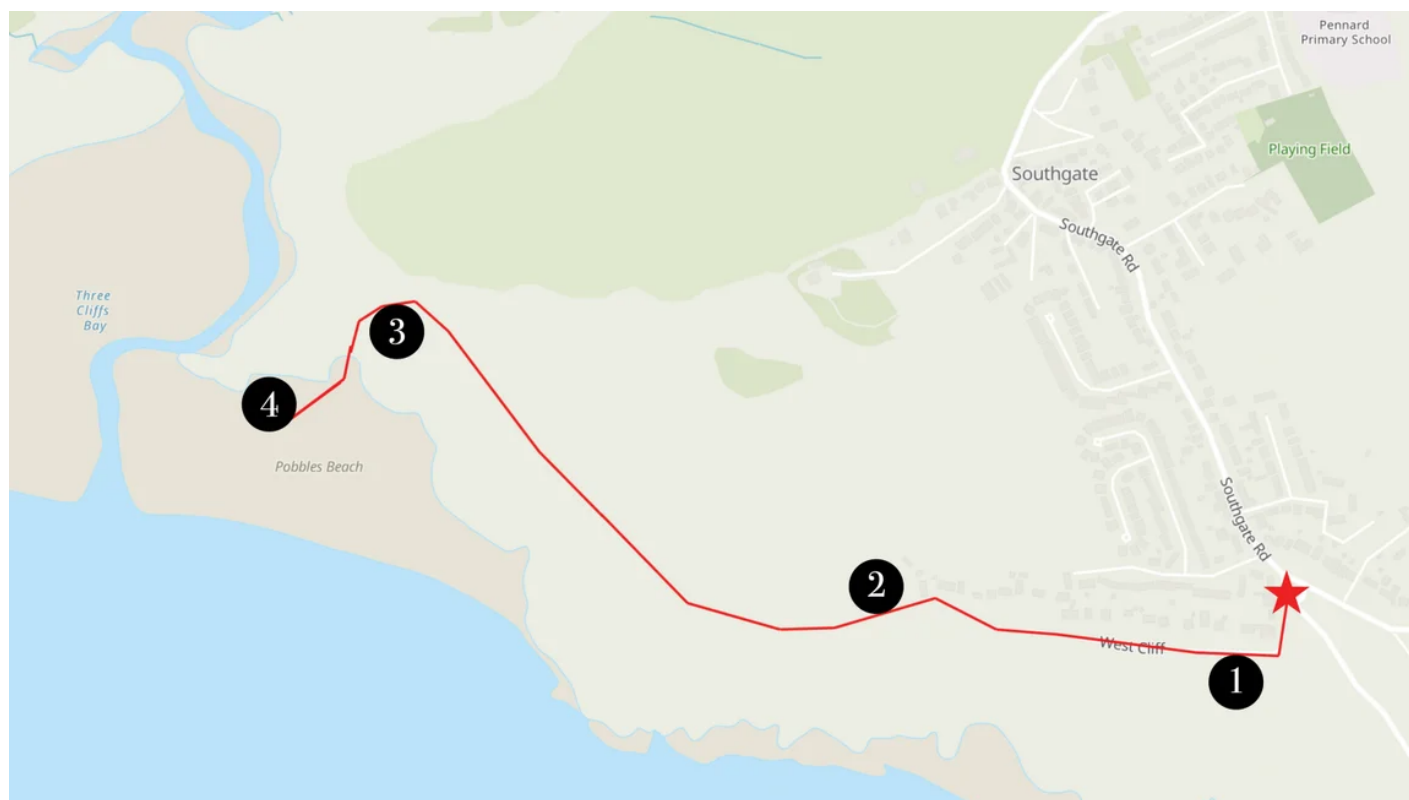 Pennard
Primary School
Playing Field
Southgate
Southgate Rd
Three
Cliffs
Bay
3
4
Pobbles Beach
Southgate Rd
2
West Cliff
1